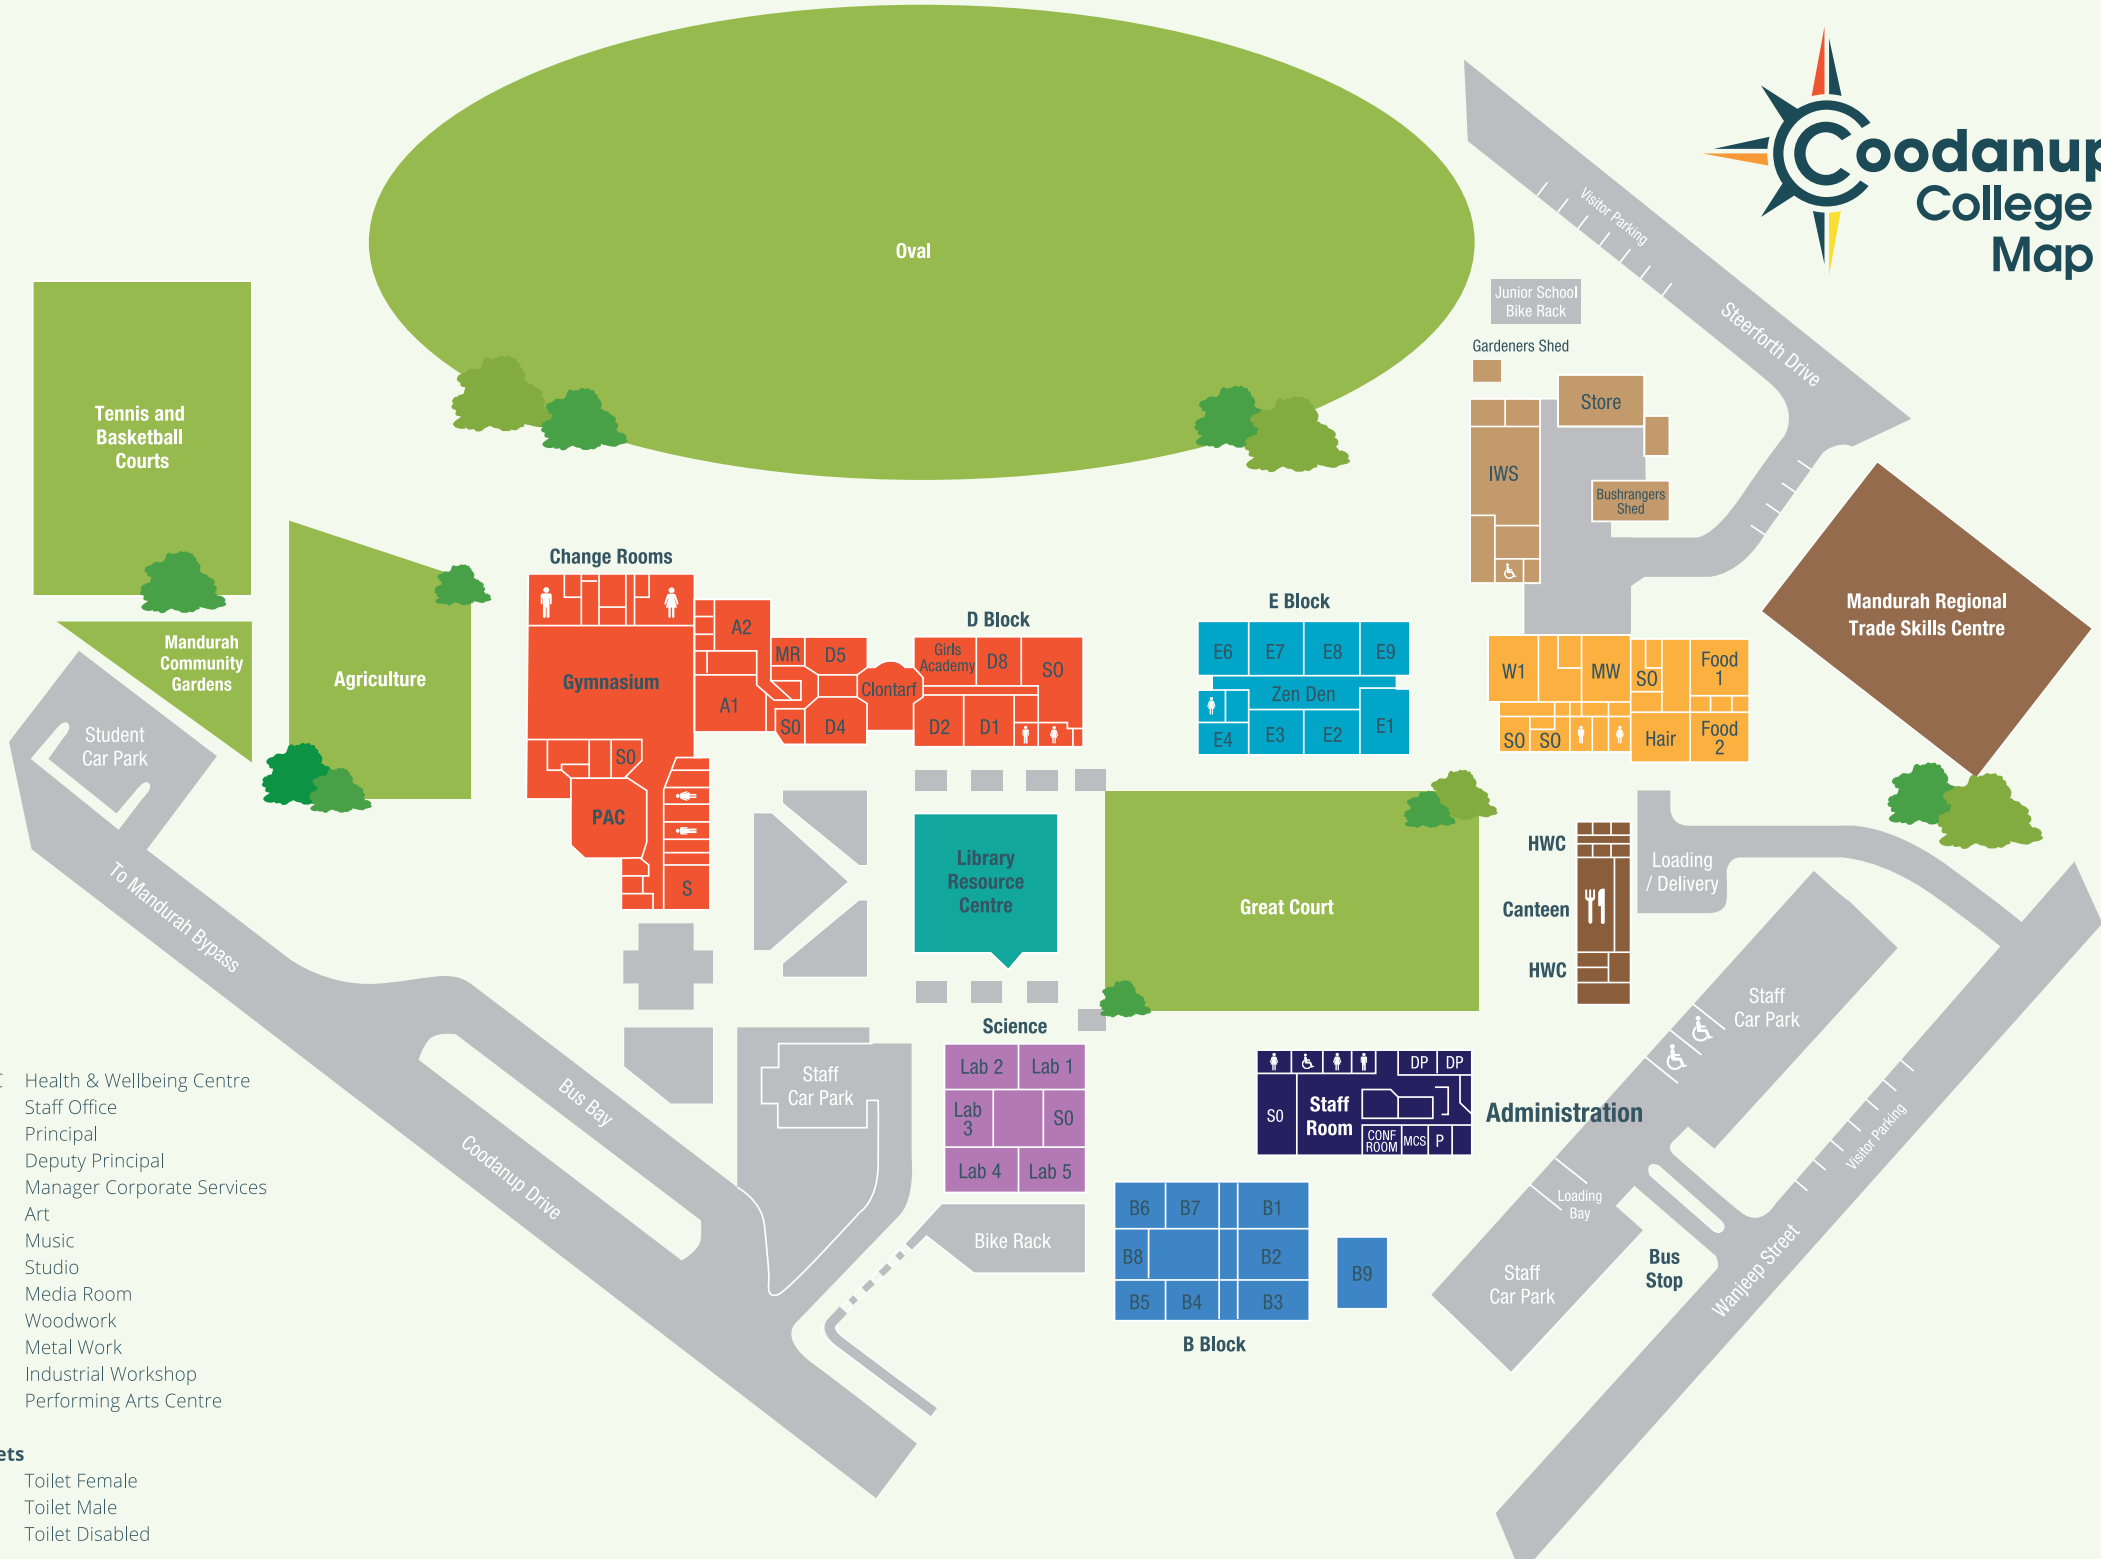 Coodanup
College
Map
Oval
Visitor Parking
Steerforth Drive
Junior School
Bike Rack
Gardeners Shed
Store
IWS
Bushrangers
Shed
Tennis and
Basketball
Courts
Mandurah
Community
Gardens
Agriculture
Student
Car Park
To Mandurah Bypass
Change Rooms
Gymnasium
A2
A1
MR
D5
SO
D4
Clontarf
SO
PAC
S
D Block
Girls
Academy
D8
SO
D2
D1
E Block
E6
E7
E8
E9
Zen Den
E4
E3
E2
E1
W1
MW
SO
Food
1
SO
SO
Hair
Food
2
Mandurah Regional
Trade Skills Centre
Library
Resource
Centre
Great Court
HWC
Canteen
HWC
Loading
/ Delivery
Staff
Car Park
Science
Lab 2
Lab 1
Lab
3
SO
Lab 4
Lab 5
Staff
Car Park
Bus Bay
Coodanup Drive
Bike Rack
DP
DP
SO
Staff
Room
CONF
ROOM
MCS
P
Administration
B6
B7
B1
B8
B2
B5
B4
B3
B9
B Block
Loading
Bay
Staff
Car Park
Bus
Stop
Visitor Parking
Wanjeep Street
C Health & Wellbeing Centre
Staff Office
Principal
Deputy Principal
Manager Corporate Services
Art
Music
Studio
Media Room
Woodwork
Metal Work
Industrial Workshop
Performing Arts Centre
ets
Toilet Female
Toilet Male
Toilet Disabled